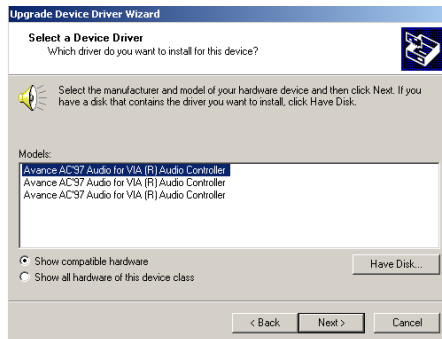 Upgrade Device Driver Wizard
Select a Device Driver
Which driver do you want to install for this device?
Select the manufacturer and model of your hardware device and then click Next. If you
have a disk that contains the driver you want to install, click Have Disk.
Models:
Avance AC'97 Audio for VIA (R) Audio Controller
Avance AC'97 Audio for VIA (R) Audio Controller
Avance AC'97 Audio for VIA (R) Audio Controller
Show compatible hardware
Have Disk...
Show all hardware of this device class
< Back
Next >
Cancel